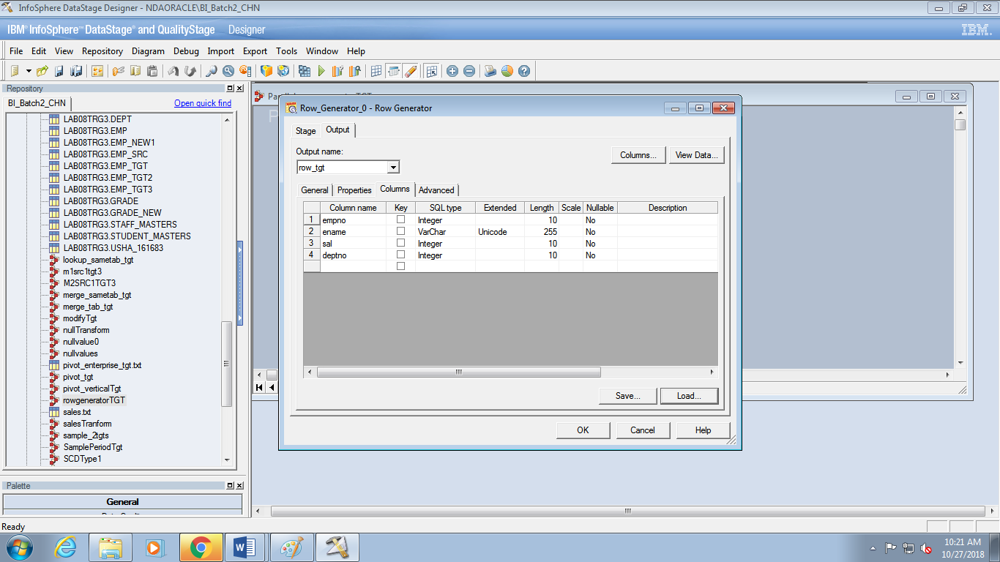 InfoSphere DataStage Designer - NDAORACLE\BI_Batch2_CHN
IBM® InfoSphere™ DataStage® and QualityStage Designer
IBM.
File Edit View Repository Diagram Debug Import Export Tools Window Help
Repository
BI_Batch2_CHN Open quick find
LAB08TRG3.DEPT
LAB08TRG3.EMP
LAB08TRG3.EMP_NEW1
LAB08TRG3.EMP_SRC
LAB08TRG3.EMP_TGT
LAB08TRG3.EMP_TGT2
LAB08TRG3.EMP_TGT3
LAB08TRG3.GRADE
LAB08TRG3.GRADE_NEW
LAB08TRG3.STAFF_MASTERS
LAB08TRG3.STUDENT_MASTERS
LAB08TRG3.USHA_161683
lookup_sametab_tgt
m1src1tgt3
M2SRC1TGT3
merge_sametab_tgt
merge_tab_tgt
modifyTgt
nullTransform
nullvalue0
nullvalues
pivot_enterprise_tgt.txt
pivot_tgt
pivot_verticalTgt
rowgeneratorTGT
sales.txt
salesTranform
sample_2tgts
SamplePeriodTgt
SCDType1
Palette
General
Row_Generator_0 - Row Generator
Stage Output
Output name:
row_tgt
Columns... View Data...
General Properties Columns Advanced
Column name Key SQL type Extended Length Scale Nullable Description
1 empno Integer 10 No
2 ename VarChar Unicode 255 No
3 sal Integer 10 No
4 deptno Integer 10 No
Save... Load...
OK Cancel Help
Ready
10:21 AM
10/27/2018